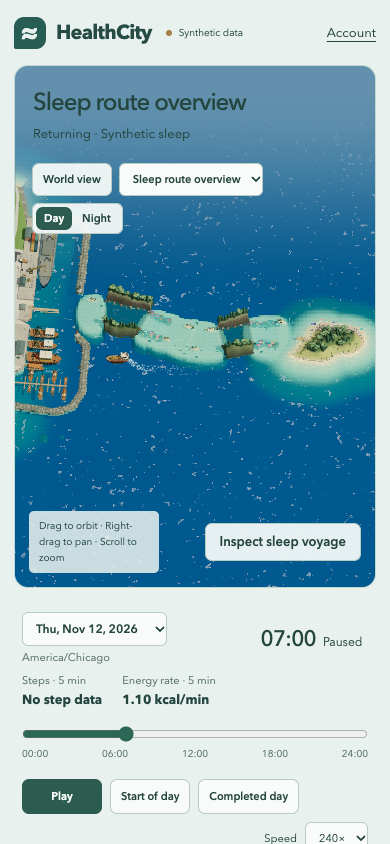 HealthCity
Synthetic data
Account
Sleep route overview
Returning · Synthetic sleep
World view
Sleep route overview
Day
Night
Drag to orbit · Right-
drag to pan · Scroll to
zoom
Inspect sleep voyage
Thu, Nov 12, 2026
07:00 Paused
America/Chicago
Steps · 5 min
Energy rate · 5 min
No step data
1.10 kcal/min
00:00
06:00
12:00
18:00
24:00
Play
Start of day
Completed day
Speed
240×